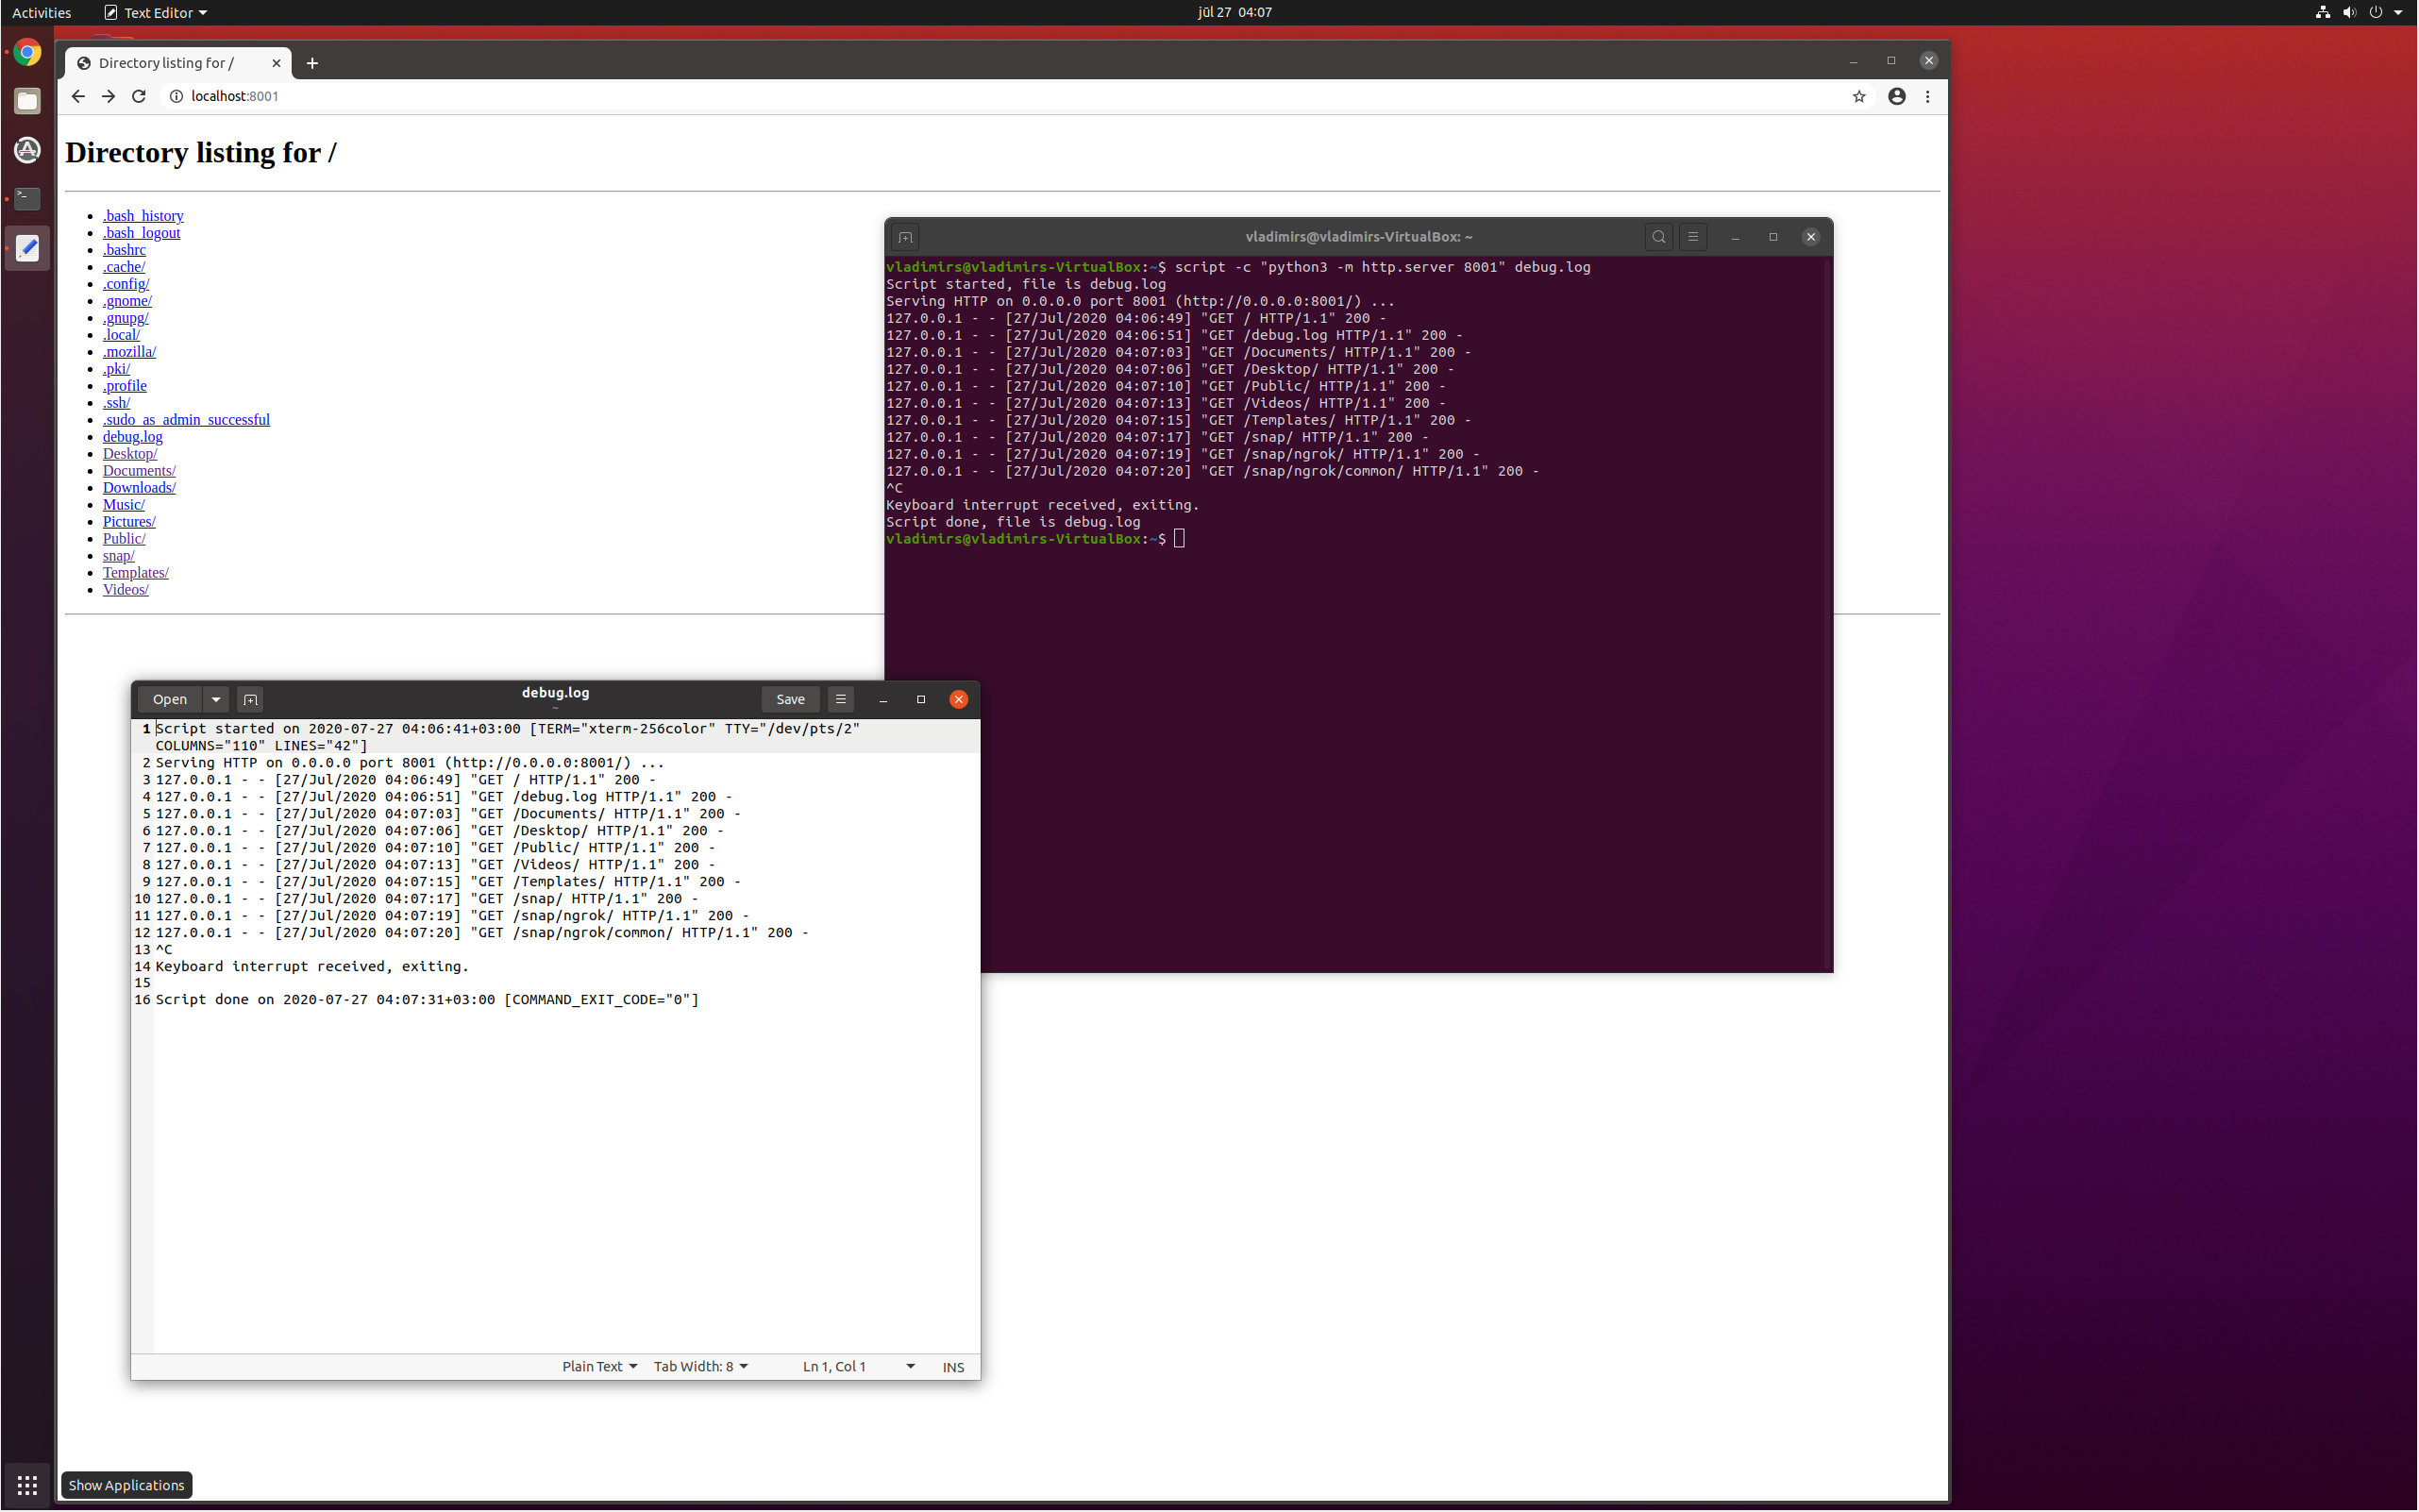 Activities
Text Editor
jūl 27 04:07
Directory listing for /
localhost:8001
Directory listing for /
.bash_history
.bash_logout
.bashrc
.cache/
.config/
.gnome/
.gnupg/
.local/
.mozilla/
.pki/
.profile
.ssh/
.sudo_as_admin_successful
debug.log
Desktop/
Documents/
Downloads/
Music/
Pictures/
Public/
snap/
Templates/
Videos/
vladimirs@vladimirs-VirtualBox: ~
vladimirs@vladimirs-VirtualBox:~$ script -c "python3 -m http.server 8001" debug.log
Script started, file is debug.log
Serving HTTP on 0.0.0.0 port 8001 (http://0.0.0.0:8001/) ...
127.0.0.1 - - [27/Jul/2020 04:06:49] "GET / HTTP/1.1" 200 -
127.0.0.1 - - [27/Jul/2020 04:06:51] "GET /debug.log HTTP/1.1" 200 -
127.0.0.1 - - [27/Jul/2020 04:07:03] "GET /Documents/ HTTP/1.1" 200 -
127.0.0.1 - - [27/Jul/2020 04:07:06] "GET /Desktop/ HTTP/1.1" 200 -
127.0.0.1 - - [27/Jul/2020 04:07:10] "GET /Public/ HTTP/1.1" 200 -
127.0.0.1 - - [27/Jul/2020 04:07:13] "GET /Videos/ HTTP/1.1" 200 -
127.0.0.1 - - [27/Jul/2020 04:07:15] "GET /Templates/ HTTP/1.1" 200 -
127.0.0.1 - - [27/Jul/2020 04:07:17] "GET /snap/ HTTP/1.1" 200 -
127.0.0.1 - - [27/Jul/2020 04:07:19] "GET /snap/ngrok/ HTTP/1.1" 200 -
127.0.0.1 - - [27/Jul/2020 04:07:20] "GET /snap/ngrok/common/ HTTP/1.1" 200 -
^C
Keyboard interrupt received, exiting.
Script done, file is debug.log
vladimirs@vladimirs-VirtualBox:~$
Open
debug.log
~
Save
1 Script started on 2020-07-27 04:06:41+03:00 [TERM="xterm-256color" TTY="/dev/pts/2"
COLUMNS="110" LINES="42"]
2 Serving HTTP on 0.0.0.0 port 8001 (http://0.0.0.0:8001/) ...
3 127.0.0.1 - - [27/Jul/2020 04:06:49] "GET / HTTP/1.1" 200 -
4 127.0.0.1 - - [27/Jul/2020 04:06:51] "GET /debug.log HTTP/1.1" 200 -
5 127.0.0.1 - - [27/Jul/2020 04:07:03] "GET /Documents/ HTTP/1.1" 200 -
6 127.0.0.1 - - [27/Jul/2020 04:07:06] "GET /Desktop/ HTTP/1.1" 200 -
7 127.0.0.1 - - [27/Jul/2020 04:07:10] "GET /Public/ HTTP/1.1" 200 -
8 127.0.0.1 - - [27/Jul/2020 04:07:13] "GET /Videos/ HTTP/1.1" 200 -
9 127.0.0.1 - - [27/Jul/2020 04:07:15] "GET /Templates/ HTTP/1.1" 200 -
10 127.0.0.1 - - [27/Jul/2020 04:07:17] "GET /snap/ HTTP/1.1" 200 -
11 127.0.0.1 - - [27/Jul/2020 04:07:19] "GET /snap/ngrok/ HTTP/1.1" 200 -
12 127.0.0.1 - - [27/Jul/2020 04:07:20] "GET /snap/ngrok/common/ HTTP/1.1" 200 -
13 ^C
14 Keyboard interrupt received, exiting.
15
16 Script done on 2020-07-27 04:07:31+03:00 [COMMAND_EXIT_CODE="0"]
Plain Text
Tab Width: 8
Ln 1, Col 1
INS
Show Applications